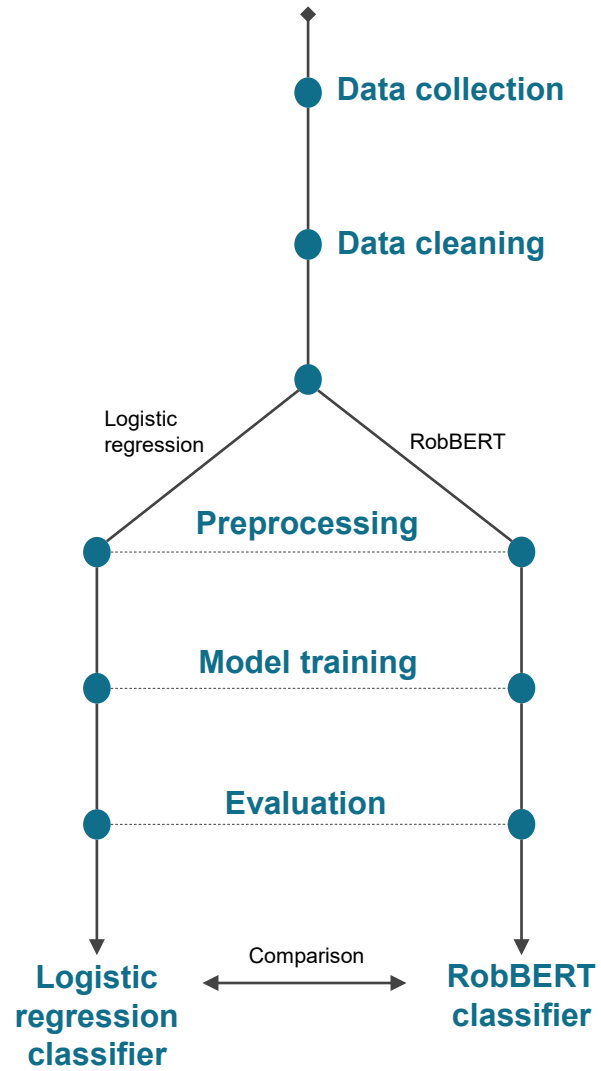 Data collection
Data cleaning
Logistic
regression
RobBERT
Preprocessing
Model training
Evaluation
Comparison
Logistic
regression
classifier
RobBERT
classifier